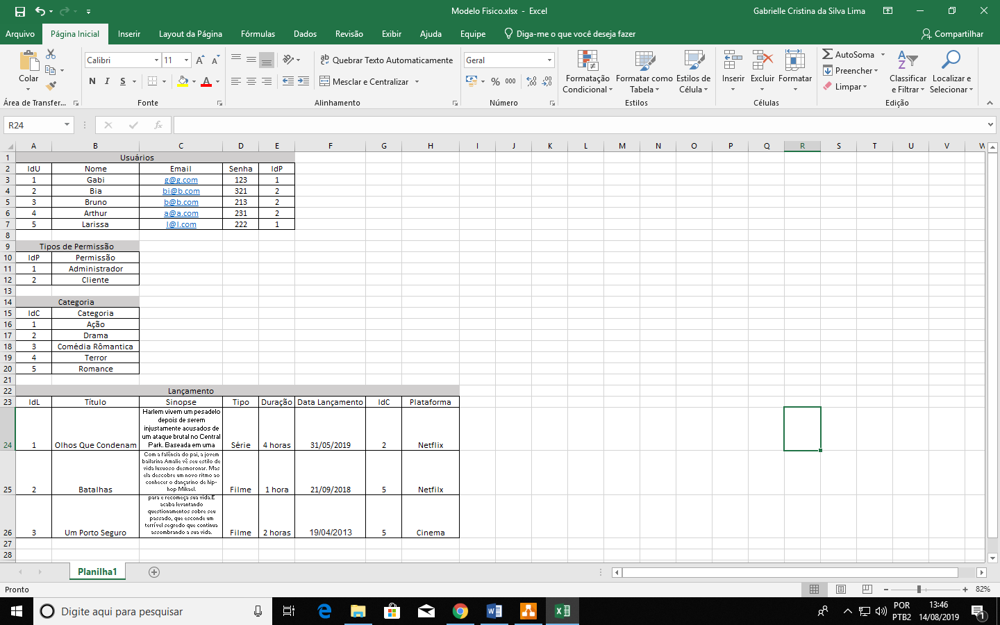 Modelo Fisico.xlsx - Excel
Gabrielle Cristina da Silva Lima
Arquivo Página Inicial Inserir Layout da Página Fórmulas Dados Revisão Exibir Ajuda Equipe Diga-me o que você deseja fazer Compartilhar
Colar
Calibri 11
Quebrar Texto Automaticamente
Geral
Formatação Condicional
Formatar como Tabela
Estilos de Célula
Inserir Excluir Formatar
AutoSoma
Preencher
Limpar
Classificar e Filtrar
Localizar e Selecionar
N I S
Mesclar e Centralizar
% 000
Área de Transfer... Fonte Alinhamento Número Estilos Células Edição
R24
fx
A B C D E F G H I J K L M N O P Q R S T U V W
1 Usuários
2 IdU Nome Email Senha IdP
3 1 Gabi g@g.com 123 1
4 2 Bia bi@b.com 321 2
5 3 Bruno b@b.com 213 2
6 4 Arthur a@a.com 231 2
7 5 Larissa l@l.com 222 1
8
9 Tipos de Permissão
10 IdP Permissão
11 1 Administrador
12 2 Cliente
13
14 Categoria
15 IdC Categoria
16 1 Ação
17 2 Drama
18 3 Comédia Rômantica
19 4 Terror
20 5 Romance
21
22 Lançamento
23 IdL Título Sinopse Tipo Duração Data Lançamento IdC Plataforma
Harlem vivem um pesadelo
depois de serem
injustamente acusados de
um ataque brutal no Central
24 1 Olhos Que Condenam Park. Baseada em uma Série 4 horas 31/05/2019 2 Netflix
Com a falência do pai, a jovem
bailarina Amalie vê seu estilo de
vida luxuoso desmoronar. Mas
ela descobre um novo ritmo ao
conhecer o dançarino de hip-
25 2 Batalhas hop Mikael. Filme 1 hora 21/09/2018 5 Netfilx
para e recomeça sua vida.E
acaba levantando
questionamentos sobre seu
passado, que esconde um
terrível segredo que continua
26 3 Um Porto Seguro assombrando a sua vida. Filme 2 horas 19/04/2013 5 Cinema
27
28
Planilha1
Pronto
82%
Digite aqui para pesquisar
POR
PTB2
13:46
14/08/2019
1